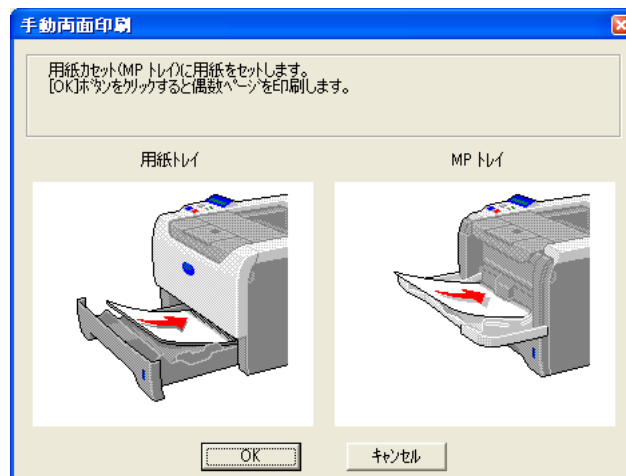 手動両面印刷
用紙カセット(MP トレイ)に用紙をセットします。
[OK]ボタンをクリックすると偶数ページを印刷します。
用紙トレイ
MP トレイ
OK
キャンセル